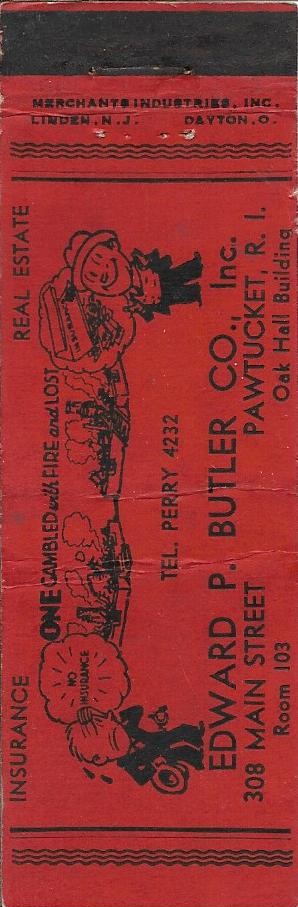 MERCHANTS INDUSTRIES, INC.
LINDEN, N.J. DAYTON, O.
INSURANCE REAL ESTATE
ONE GAMBLED with FIRE and LOST
NO
INSURANCE
INSURANCE
TEL. PERRY 4232
EDWARD P. BUTLER CO., Inc.
308 MAIN STREET PAWTUCKET, R. I.
Room 103 Oak Hall Building